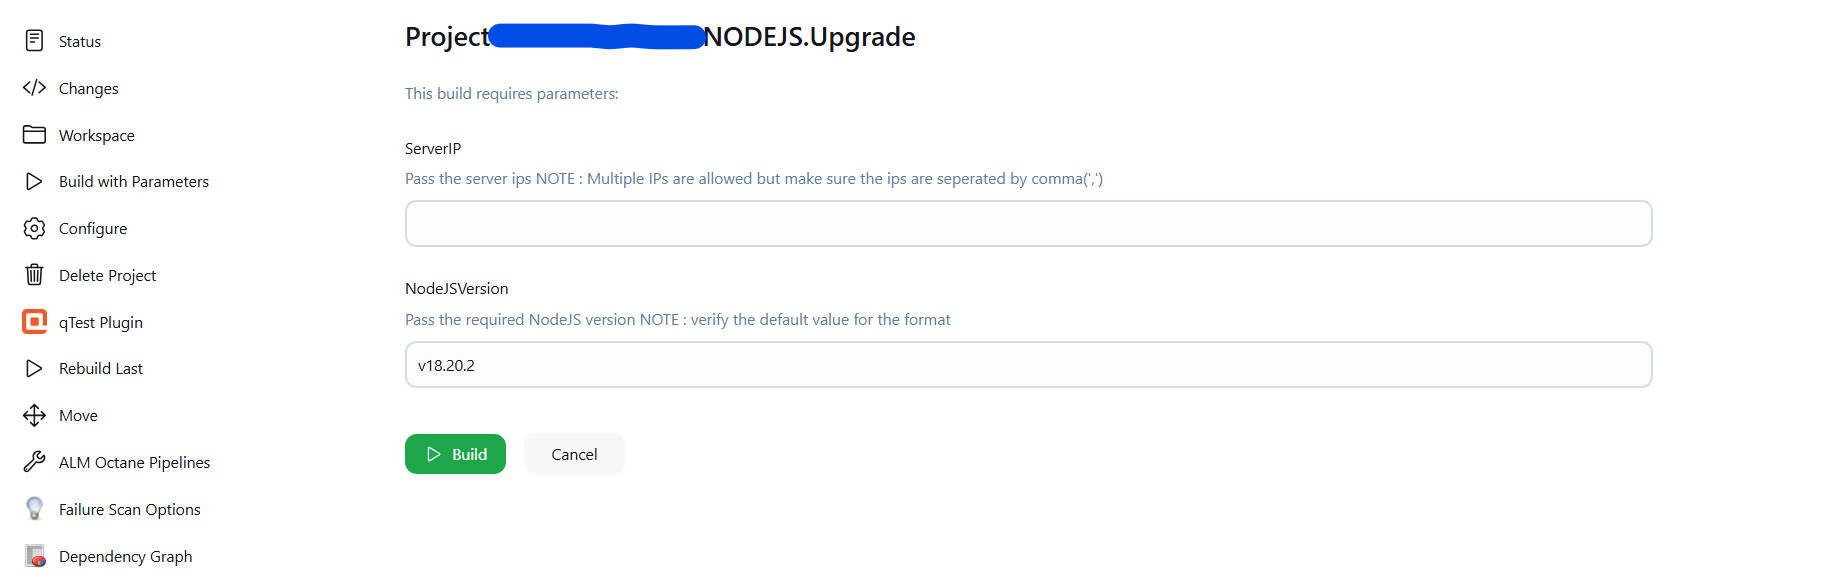 Status
Changes
Workspace
Build with Parameters
Configure
Delete Project
qTest Plugin
Rebuild Last
Move
ALM Octane Pipelines
Failure Scan Options
Dependency Graph
Project NODEJS.Upgrade
This build requires parameters:
ServerIP
Pass the server ips NOTE : Multiple IPs are allowed but make sure the ips are seperated by comma(',')
NodeJSVersion
Pass the required NodeJS version NOTE : verify the default value for the format
v18.20.2
Build
Cancel